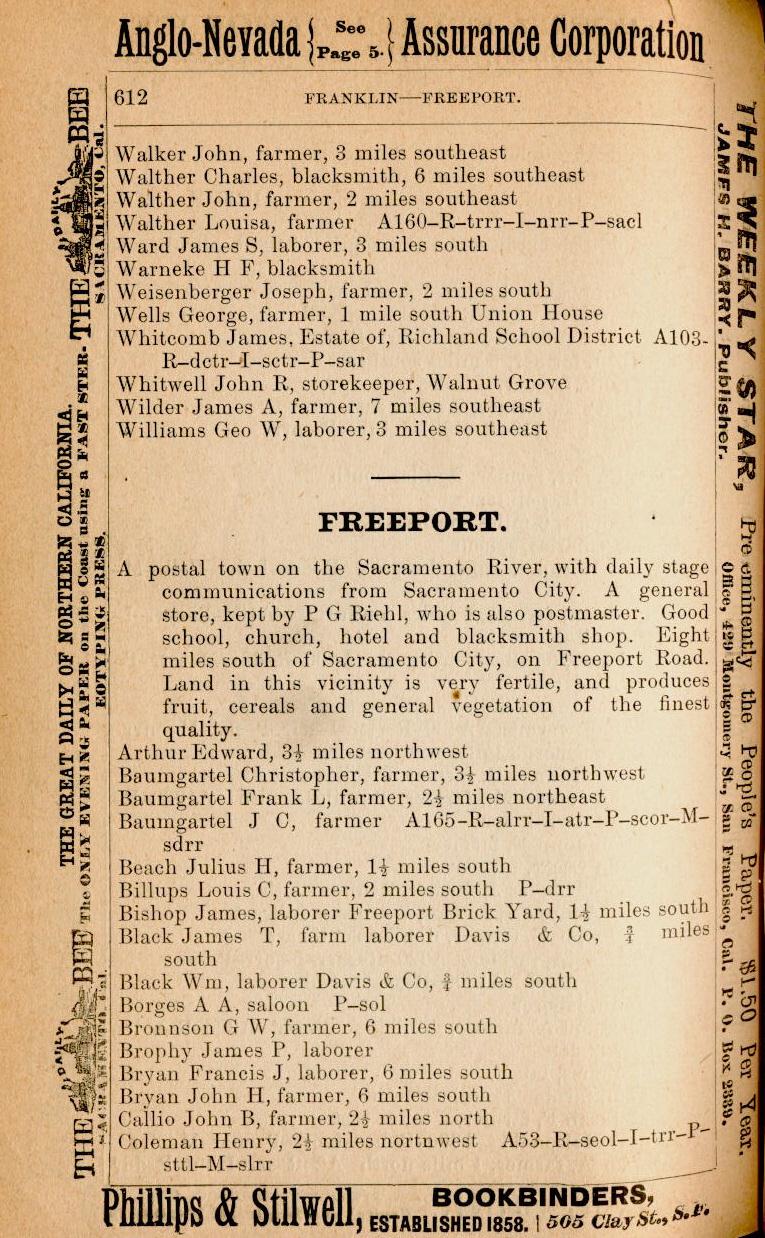 Anglo-Nevada { See Page 5. } Assurance Corporation
612 FRANKLIN—FREEPORT.
Walker John, farmer, 3 miles southeast
Walther Charles, blacksmith, 6 miles southeast
Walther John, farmer, 2 miles southeast
Walther Louisa, farmer A160–R–trrr–I–nrr–P–sacl
Ward James S, laborer, 3 miles south
Warneke H F, blacksmith
Weisenberger Joseph, farmer, 2 miles south
Wells George, farmer, 1 mile south Union House
Whitcomb James, Estate of, Richland School District A103-
R–dctr–I–sctr–P–sar
Whitwell John R, storekeeper, Walnut Grove
Wilder James A, farmer, 7 miles southeast
Williams Geo W, laborer, 3 miles southeast
FREEPORT.
A postal town on the Sacramento River, with daily stage
communications from Sacramento City. A general
store, kept by P G Riehl, who is also postmaster. Good
school, church, hotel and blacksmith shop. Eight
miles south of Sacramento City, on Freeport Road.
Land in this vicinity is very fertile, and produces
fruit, cereals and general vegetation of the finest
quality.
Arthur Edward, 3½ miles northwest
Baumgartel Christopher, farmer, 3½ miles northwest
Baumgartel Frank L, farmer, 2½ miles northeast
Baumgartel J C, farmer A165–R–alrr–I–atr–P–scor–M–
sdrr
Beach Julius H, farmer, 1½ miles south
Billups Louis C, farmer, 2 miles south P–drr
Bishop James, laborer Freeport Brick Yard, 1½ miles south
Black James T, farm laborer Davis & Co, ¾ miles
south
Black Wm, laborer Davis & Co, ¾ miles south
Borges A A, saloon P–sol
Bronnson G W, farmer, 6 miles south
Brophy James P, laborer
Bryan Francis J, laborer, 6 miles south
Bryan John H, farmer, 6 miles south
Callio John B, farmer, 2½ miles north
Coleman Henry, 2½ miles nortnwest A53–R–seol–I–trr–P–
sttl–M–slrr
Phillips & Stilwell, BOOKBINDERS,
ESTABLISHED 1858. | 505 Clay St., S.F.
THE DAILY BEE THE GREAT DAILY OF NORTHERN CALIFORNIA. THE DAILY BEE
SACRAMENTO, Cal. The ONLY EVENING PAPER on the Coast using a FAST STER-
EOTYPING PRESS. SACRAMENTO, Cal.
THE WEEKLY STAR, Pre eminently the People's Paper. $1.50 Per Year.
JAMES H. BARRY, Publisher. Office, 429 Montgomery St., San Francisco, Cal. P. O. Box 2339.